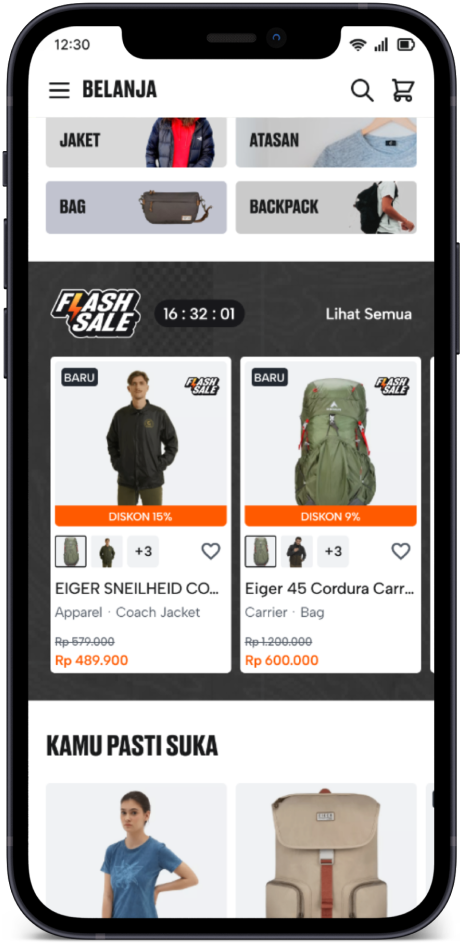 12:30
BELANJA
JAKET
ATASAN
BAG
BACKPACK
FLASH SALE
16 : 32 : 01
Lihat Semua
BARU
FLASH SALE
DISKON 15%
+3
EIGER SNEILHEID CO...
Apparel · Coach Jacket
Rp 579.000
Rp 489.900
BARU
FLASH SALE
DISKON 9%
+3
Eiger 45 Cordura Carr...
Carrier · Bag
Rp 1.200.000
Rp 600.000
KAMU PASTI SUKA